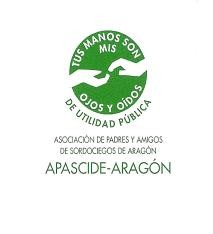 TUS MANOS SON
MIS
OJOS Y OÍDOS
DE UTILIDAD PÚBLICA
ASOCIACIÓN DE PADRES Y AMIGOS
DE SORDOCIEGOS DE ARAGÓN
APASCIDE-ARAGÓN